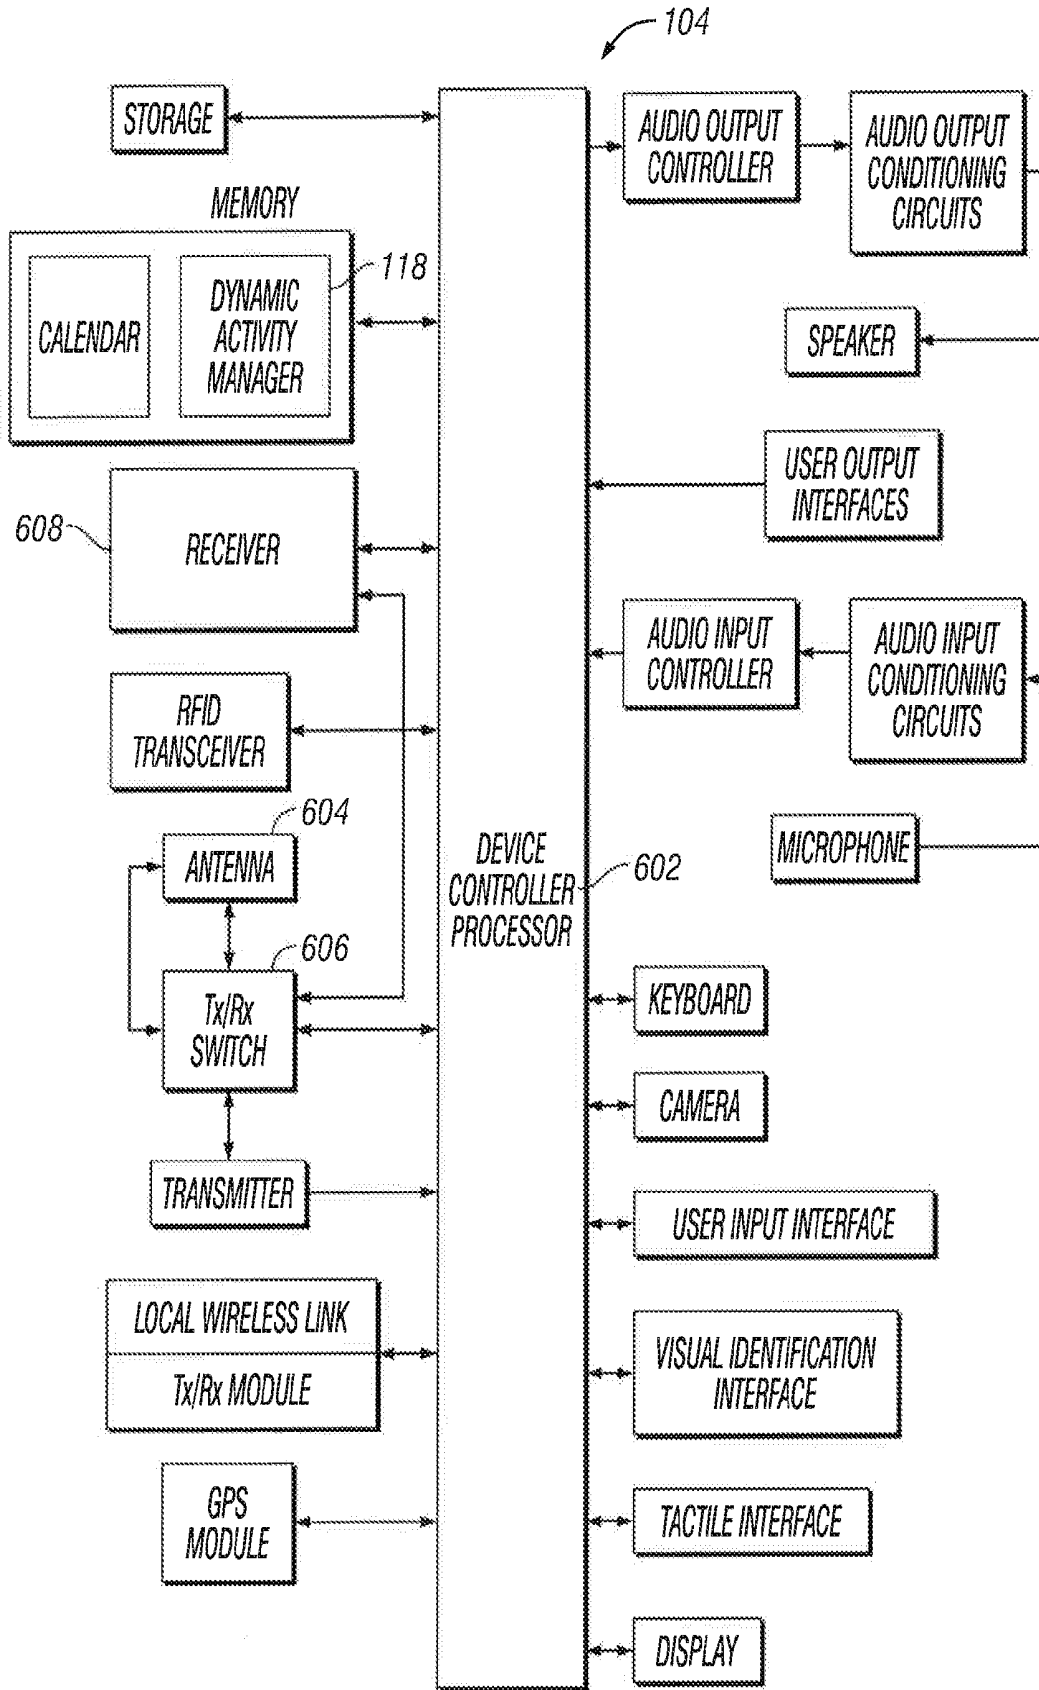 104
STORAGE
MEMORY
CALENDAR
DYNAMIC
ACTIVITY
MANAGER
118
608
RECEIVER
RFID
TRANSCEIVER
604
ANTENNA
606
Tx/Rx
SWITCH
TRANSMITTER
LOCAL WIRELESS LINK
Tx/Rx MODULE
GPS
MODULE
DEVICE
CONTROLLER
PROCESSOR
602
AUDIO OUTPUT
CONTROLLER
AUDIO OUTPUT
CONDITIONING
CIRCUITS
SPEAKER
USER OUTPUT
INTERFACES
AUDIO INPUT
CONTROLLER
AUDIO INPUT
CONDITIONING
CIRCUITS
MICROPHONE
KEYBOARD
CAMERA
USER INPUT INTERFACE
VISUAL IDENTIFICATION
INTERFACE
TACTILE INTERFACE
DISPLAY